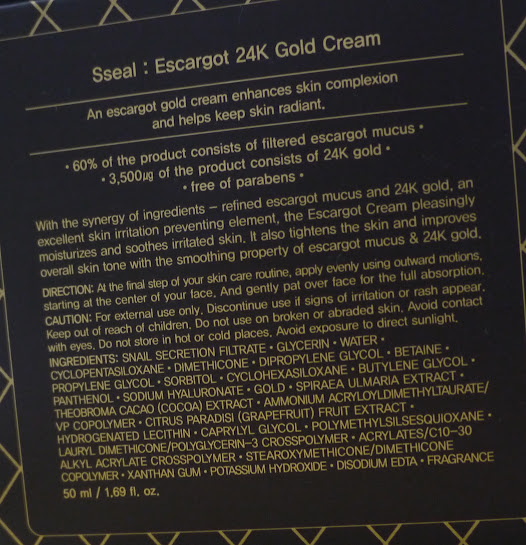 Sseal : Escargot 24K Gold Cream
An escargot gold cream enhances skin complexion
and helps keep skin radiant.
• 60% of the product consists of filtered escargot mucus •
• 3,500㎍ of the product consists of 24K gold •
• free of parabens •
With the synergy of ingredients – refined escargot mucus and 24K gold, an
excellent skin irritation preventing element, the Escargot Cream pleasingly
moisturizes and soothes irritated skin. It also tightens the skin and improves
overall skin tone with the smoothing property of escargot mucus & 24K gold.
DIRECTION: At the final step of your skin care routine, apply evenly using outward motions,
starting at the center of your face. And gently pat over face for the full absorption.
CAUTION: For external use only. Discontinue use if signs of irritation or rash appear.
Keep out of reach of children. Do not use on broken or abraded skin. Avoid contact
with eyes. Do not store in hot or cold places. Avoid exposure to direct sunlight.
INGREDIENTS: SNAIL SECRETION FILTRATE • GLYCERIN • WATER •
CYCLOPENTASILOXANE • DIMETHICONE • DIPROPYLENE GLYCOL • BETAINE •
PROPYLENE GLYCOL • SORBITOL • CYCLOHEXASILOXANE • BUTYLENE GLYCOL •
PANTHENOL • SODIUM HYALURONATE • GOLD • SPIRAEA ULMARIA EXTRACT •
THEOBROMA CACAO (COCOA) EXTRACT • AMMONIUM ACRYLOYLDIMETHYLTAURATE/
VP COPOLYMER • CITRUS PARADISI (GRAPEFRUIT) FRUIT EXTRACT •
HYDROGENATED LECITHIN • CAPRYLYL GLYCOL • POLYMETHYLSILSESQUIOXANE •
LAURYL DIMETHICONE/POLYGLYCERIN-3 CROSSPOLYMER • ACRYLATES/C10-30
ALKYL ACRYLATE CROSSPOLYMER • STEAROXYMETHICONE/DIMETHICONE
COPOLYMER • XANTHAN GUM • POTASSIUM HYDROXIDE • DISODIUM EDTA • FRAGRANCE
50 ml / 1.69 fl. oz.